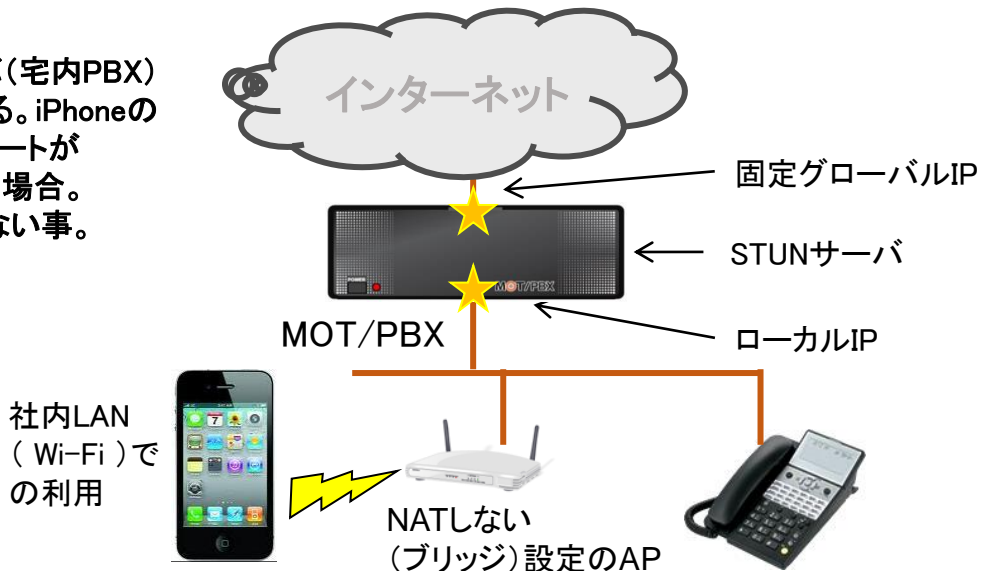 (宅内PBX)
る。iPhoneの
ートが
場合。
ない事。
インターネット
固定グローバルIP
STUNサーバ
POWER
MOT/PBX
ローカルIP
MOT/PBX
社内LAN
( Wi-Fi )で
の利用
NATしない
(ブリッジ)設定のAP